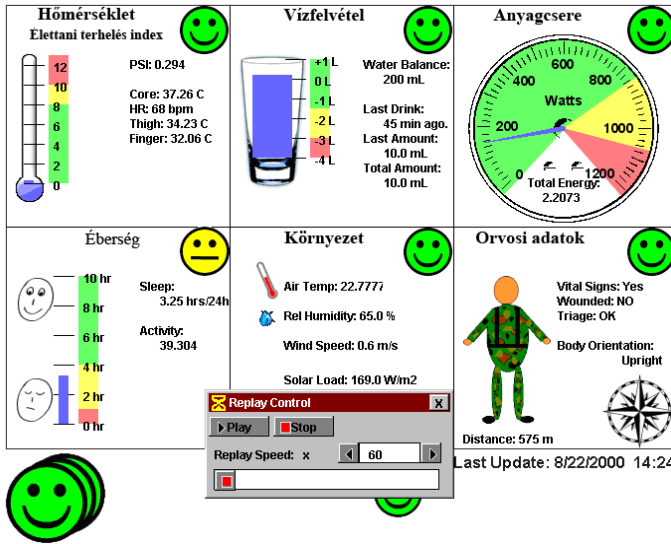 Hőmérséklet
Élettani terhelés index
PSI: 0.294
12
10
8
6
4
2
0
Core: 37.26 C
HR: 68 bpm
Thigh: 34.23 C
Finger: 32.06 C
Vízfelvétel
+1 L
0 L
-1 L
-2 L
-3 L
-4 L
Water Balance:
200 mL
Last Drink:
45 min ago.
Last Amount:
10.0 mL
Total Amount:
10.0 mL
Anyagcsere
0
200
400
600
800
1000
1200
Watts
Total Energy:
2.2073
Éberség
10 hr
8 hr
6 hr
4 hr
2 hr
0 hr
Sleep:
3.25 hrs/24h
Activity:
39.304
Környezet
Air Temp: 22.7777
Rel Humidity: 65.0 %
Wind Speed: 0.6 m/s
Solar Load: 169.0 W/m2
Orvosi adatok
Vital Signs: Yes
Wounded: NO
Triage: OK
Body Orientation:
Upright
Distance: 575 m
Replay Control
X
Play
Stop
Replay Speed: x
60
Last Update: 8/22/2000 14:24